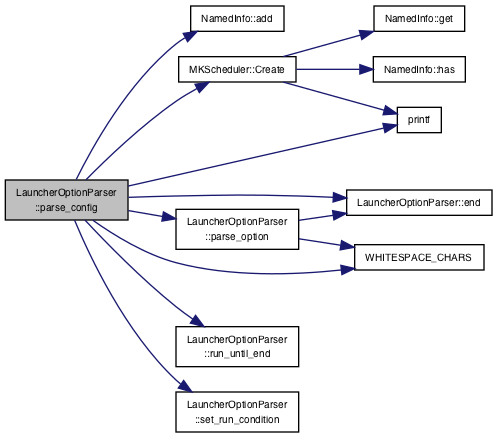 NamedInfo::add
NamedInfo::get
MKScheduler::Create
NamedInfo::has
printf
LauncherOptionParser
::parse_config
LauncherOptionParser::end
LauncherOptionParser
::parse_option
WHITESPACE_CHARS
LauncherOptionParser
::run_until_end
LauncherOptionParser
::set_run_condition